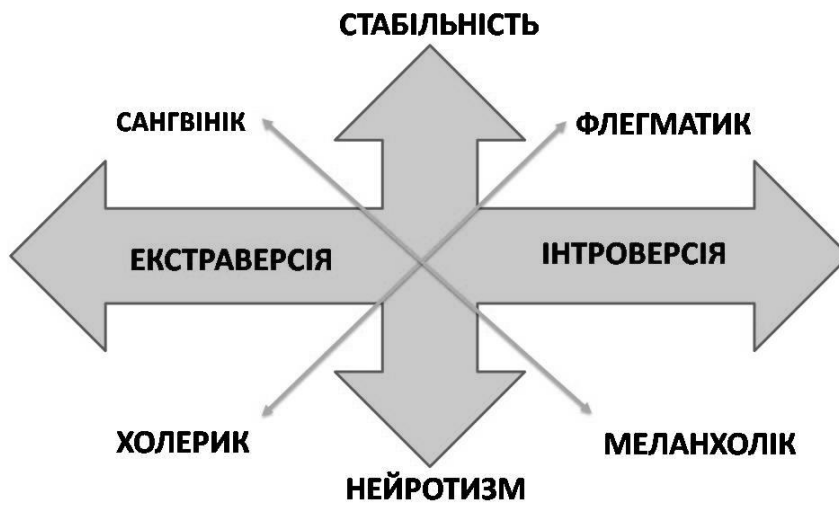 СТАБІЛЬНІСТЬ
САНГВІНІК
ФЛЕГМАТИК
ЕКСТРАВЕРСІЯ
ІНТРОВЕРСІЯ
ХОЛЕРИК
МЕЛАНХОЛІК
НЕЙРОТИЗМ